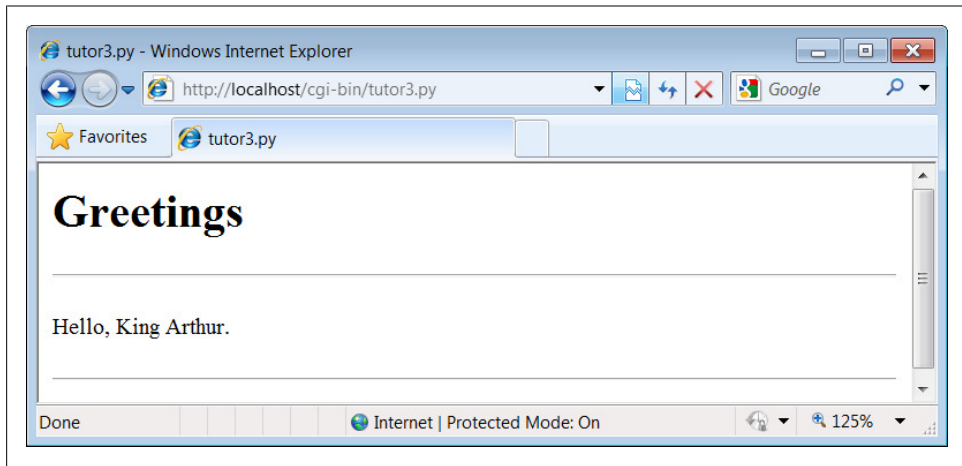 tutor3.py - Windows Internet Explorer
http://localhost/cgi-bin/tutor3.py
Google
Favorites
tutor3.py
Greetings
Hello, King Arthur.
Done
Internet | Protected Mode: On
125%